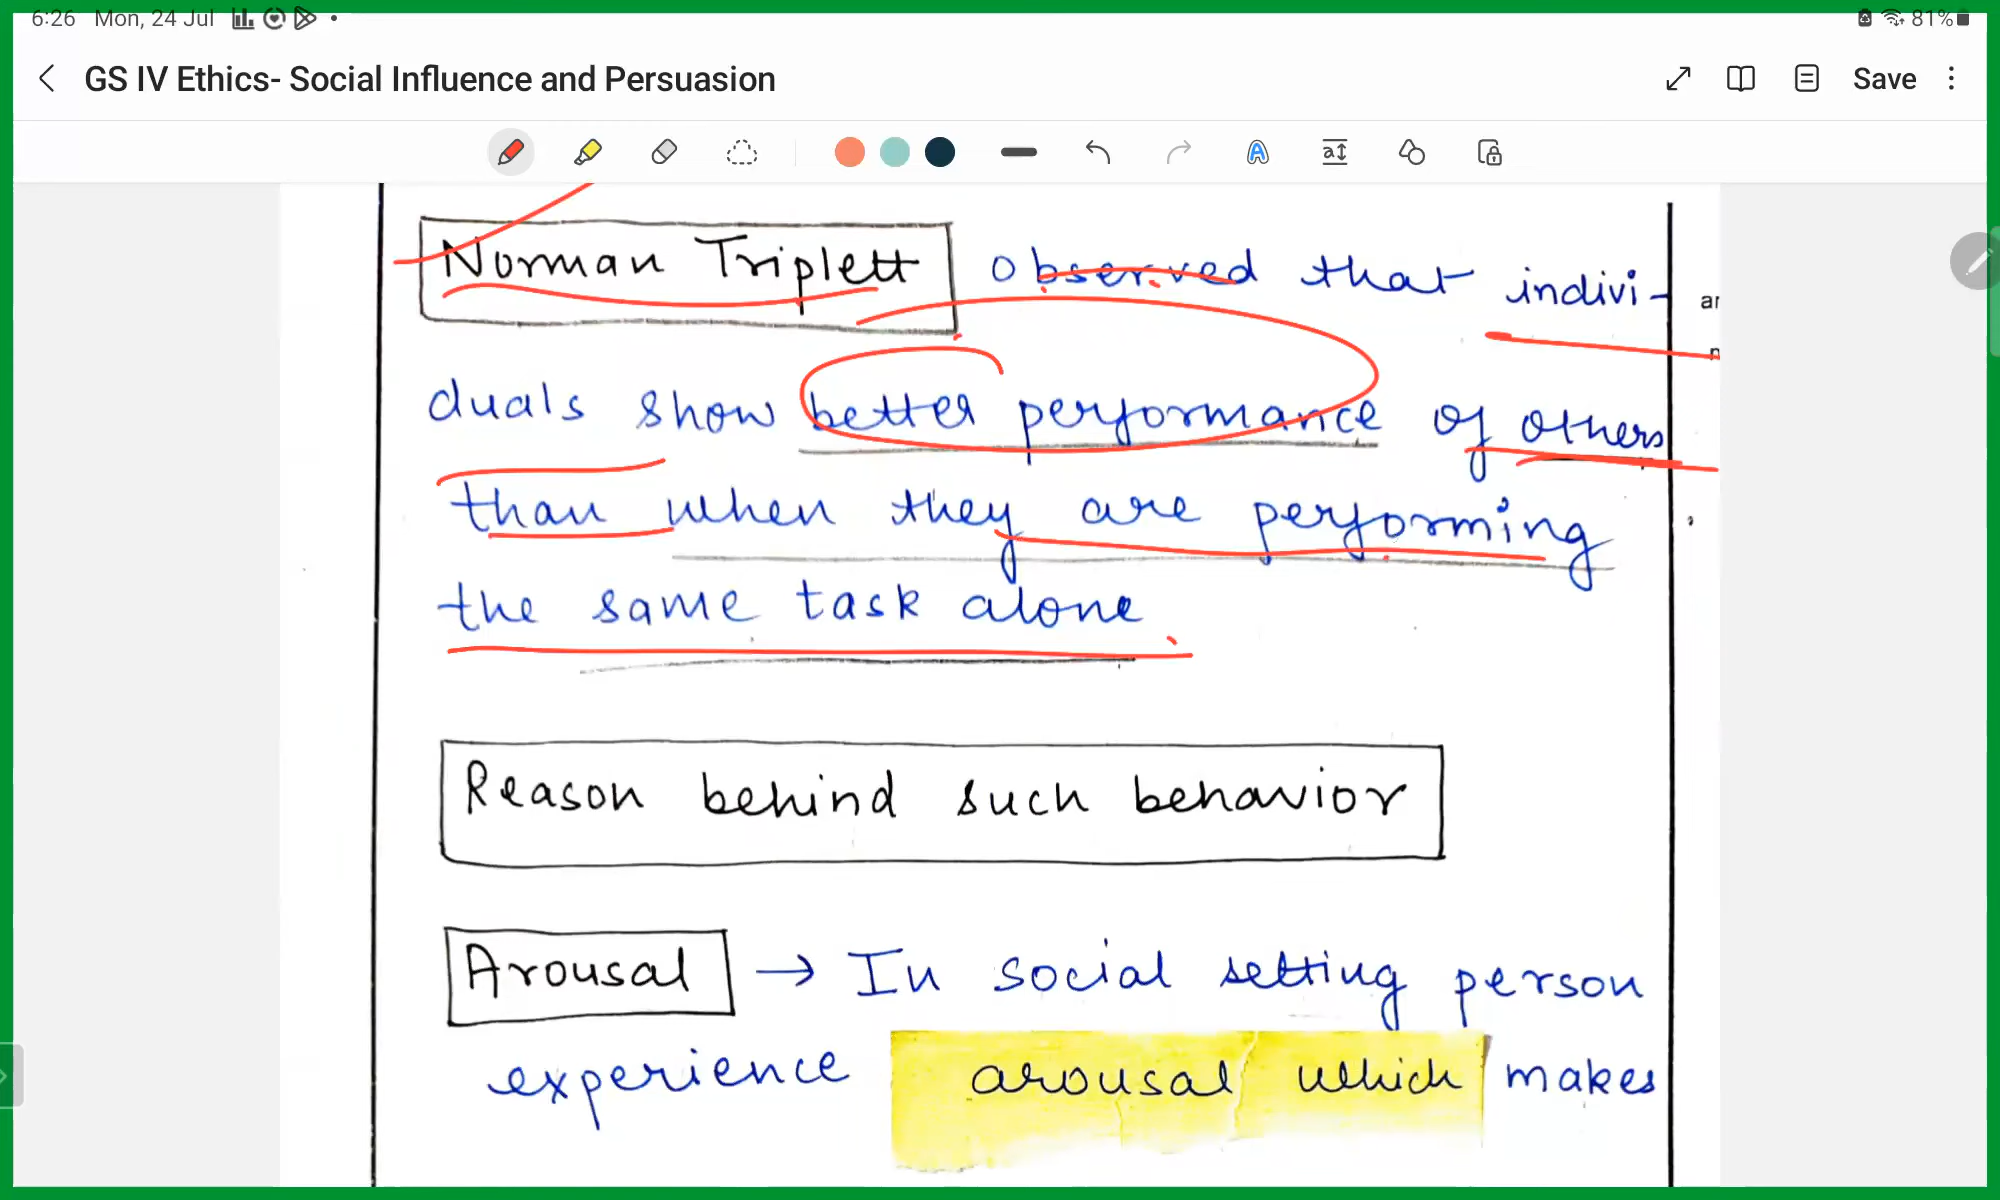 6:26 Mon, 24 Jul 81%
GS IV Ethics- Social Influence and Persuasion
Save
Norman Triplett observed that indivi-
duals show better performance of others
than when they are performing
the same task alone
Reason behind such behavior
Arousal → In social setting person
experience arousal which makes